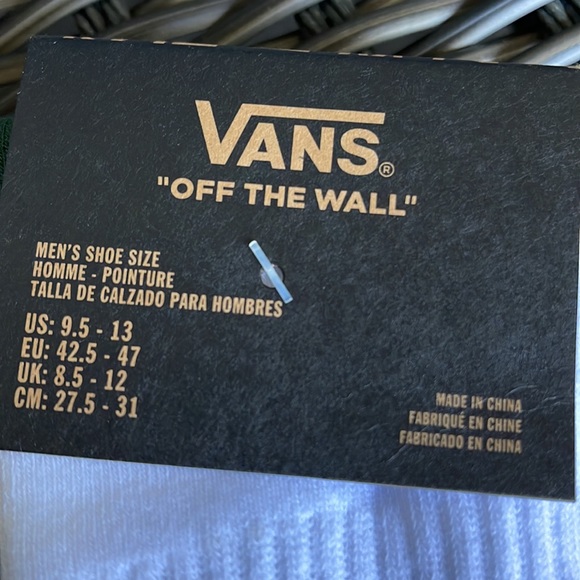 VANS®
"OFF THE WALL"
MEN'S SHOE SIZE
HOMME - POINTURE
TALLA DE CALZADO PARA HOMBRES
US: 9.5 - 13
EU: 42.5 - 47
UK: 8.5 - 12
CM: 27.5 - 31
MADE IN CHINA
FABRIQUÉ EN CHINE
FABRICADO EN CHINA